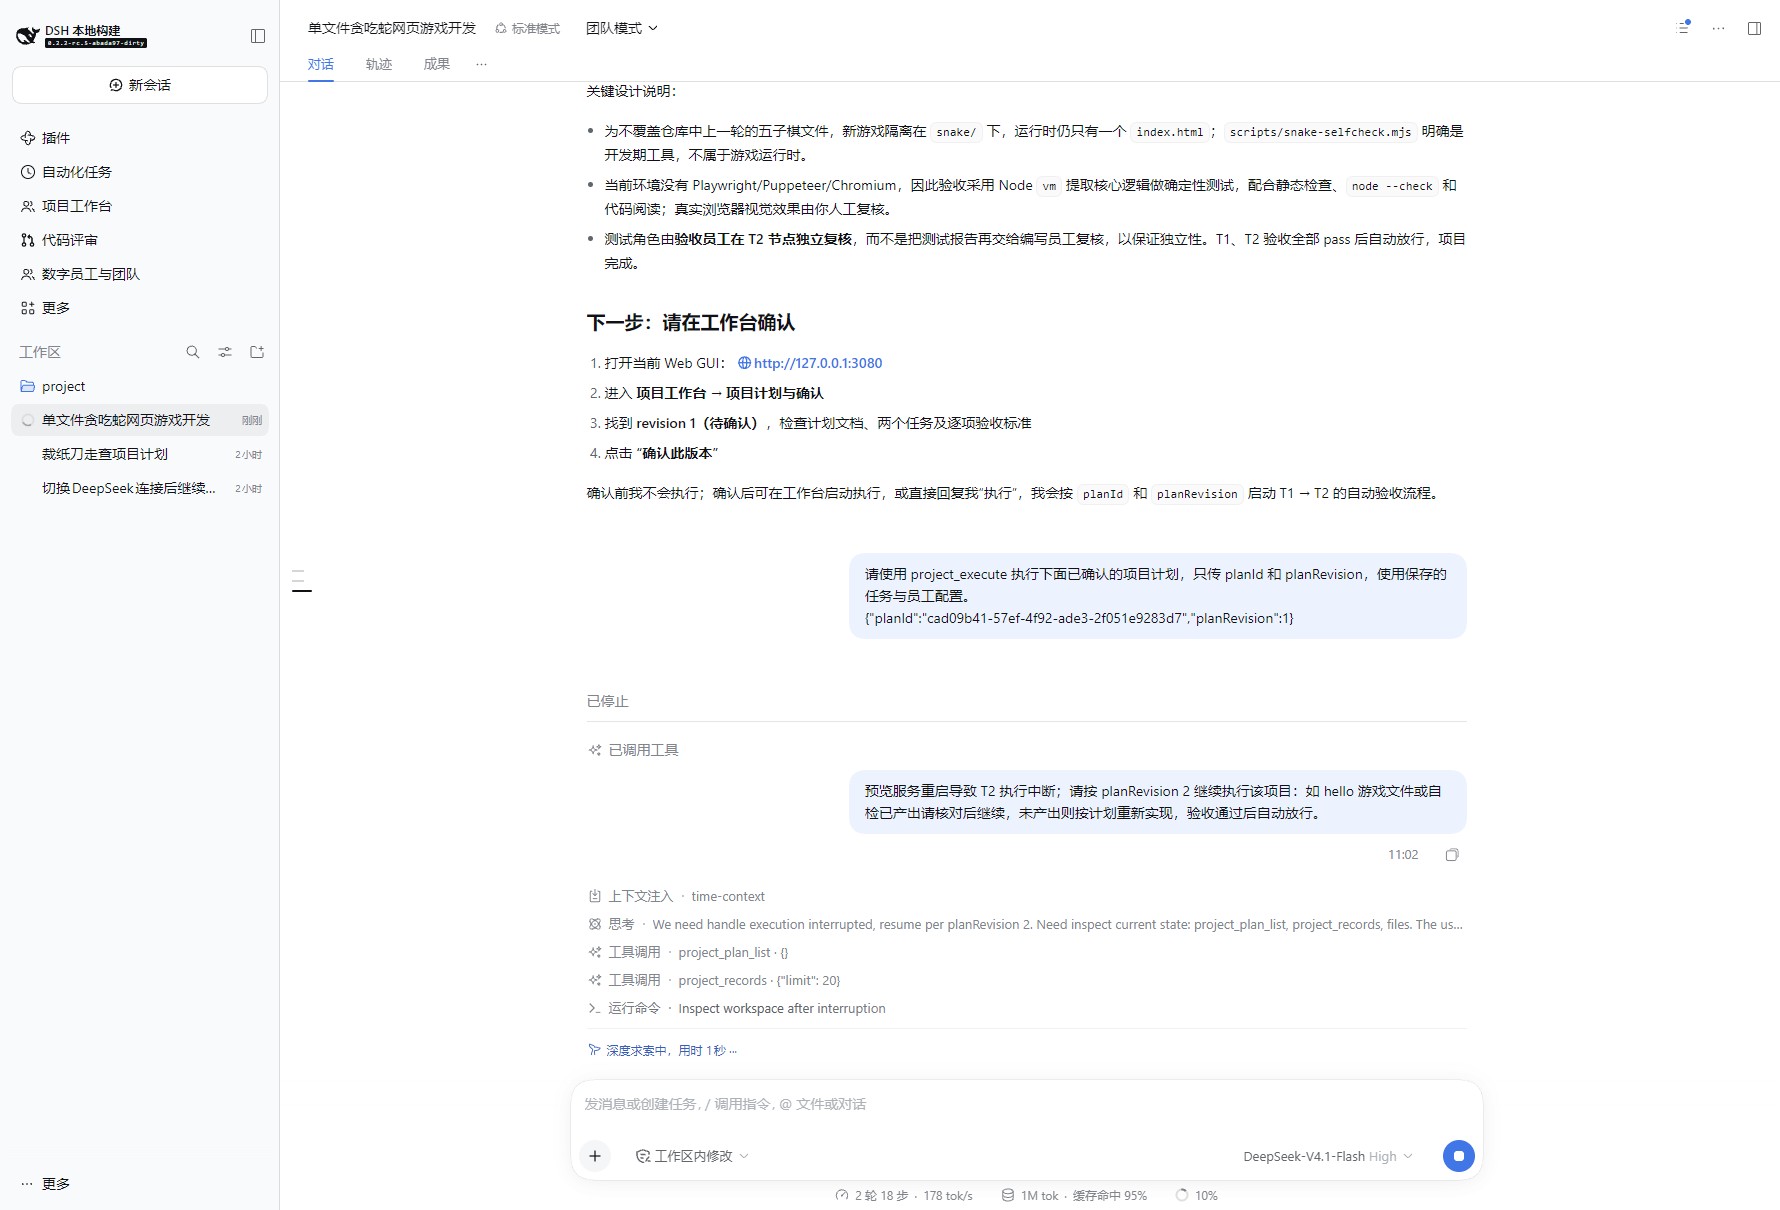 DSH 本地构建
0.3.2-rc.5-abada97-dirty
新会话
插件
自动化任务
项目工作台
代码评审
数字员工与团队
更多
工作区
project
单文件贪吃蛇网页游戏开发 刚刚
裁纸刀走查项目计划 2小时
切换DeepSeek连接后继续... 2小时
··· 更多
单文件贪吃蛇网页游戏开发 标准模式 团队模式
对话 轨迹 成果 ···
关键设计说明：
• 为不覆盖仓库中上一轮的五子棋文件，新游戏隔离在 snake/ 下，运行时仍只有一个 index.html；scripts/snake-selfcheck.mjs 明确是
开发期工具，不属于游戏运行时。
• 当前环境没有 Playwright/Puppeteer/Chromium，因此验收采用 Node vm 提取核心逻辑做确定性测试，配合静态检查、node --check 和
代码阅读；真实浏览器视觉效果由你人工复核。
• 测试角色由验收员工在 T2 节点独立复核，而不是把测试报告再交给编写员工复核，以保证独立性。T1、T2 验收全部 pass 后自动放行，项目
完成。
下一步：请在工作台确认
1. 打开当前 Web GUI： http://127.0.0.1:3080
2. 进入 项目工作台 → 项目计划与确认
3. 找到 revision 1（待确认），检查计划文档、两个任务及逐项验收标准
4. 点击 “确认此版本”
确认前我不会执行；确认后可在工作台启动执行，或直接回复我“执行”，我会按 planId 和 planRevision 启动 T1 → T2 的自动验收流程。
请使用 project_execute 执行下面已确认的项目计划，只传 planId 和 planRevision，使用保存的
任务与员工配置。
{"planId":"cad09b41-57ef-4f92-ade3-2f051e9283d7","planRevision":1}
已停止
已调用工具
预览服务重启导致 T2 执行中断；请按 planRevision 2 继续执行该项目：如 hello 游戏文件或自
检已产出请核对后继续，未产出则按计划重新实现，验收通过后自动放行。
11:02
上下文注入 · time-context
思考 · We need handle execution interrupted, resume per planRevision 2. Need inspect current state: project_plan_list, project_records, files. The us...
工具调用 · project_plan_list · {}
工具调用 · project_records · {"limit": 20}
运行命令 · Inspect workspace after interruption
深度求索中，用时 1秒 ···
发消息或创建任务, / 调用指令, @ 文件或对话
工作区内修改 DeepSeek-V4.1-Flash High
2 轮 18 步 · 178 tok/s 1M tok · 缓存命中 95% 10%